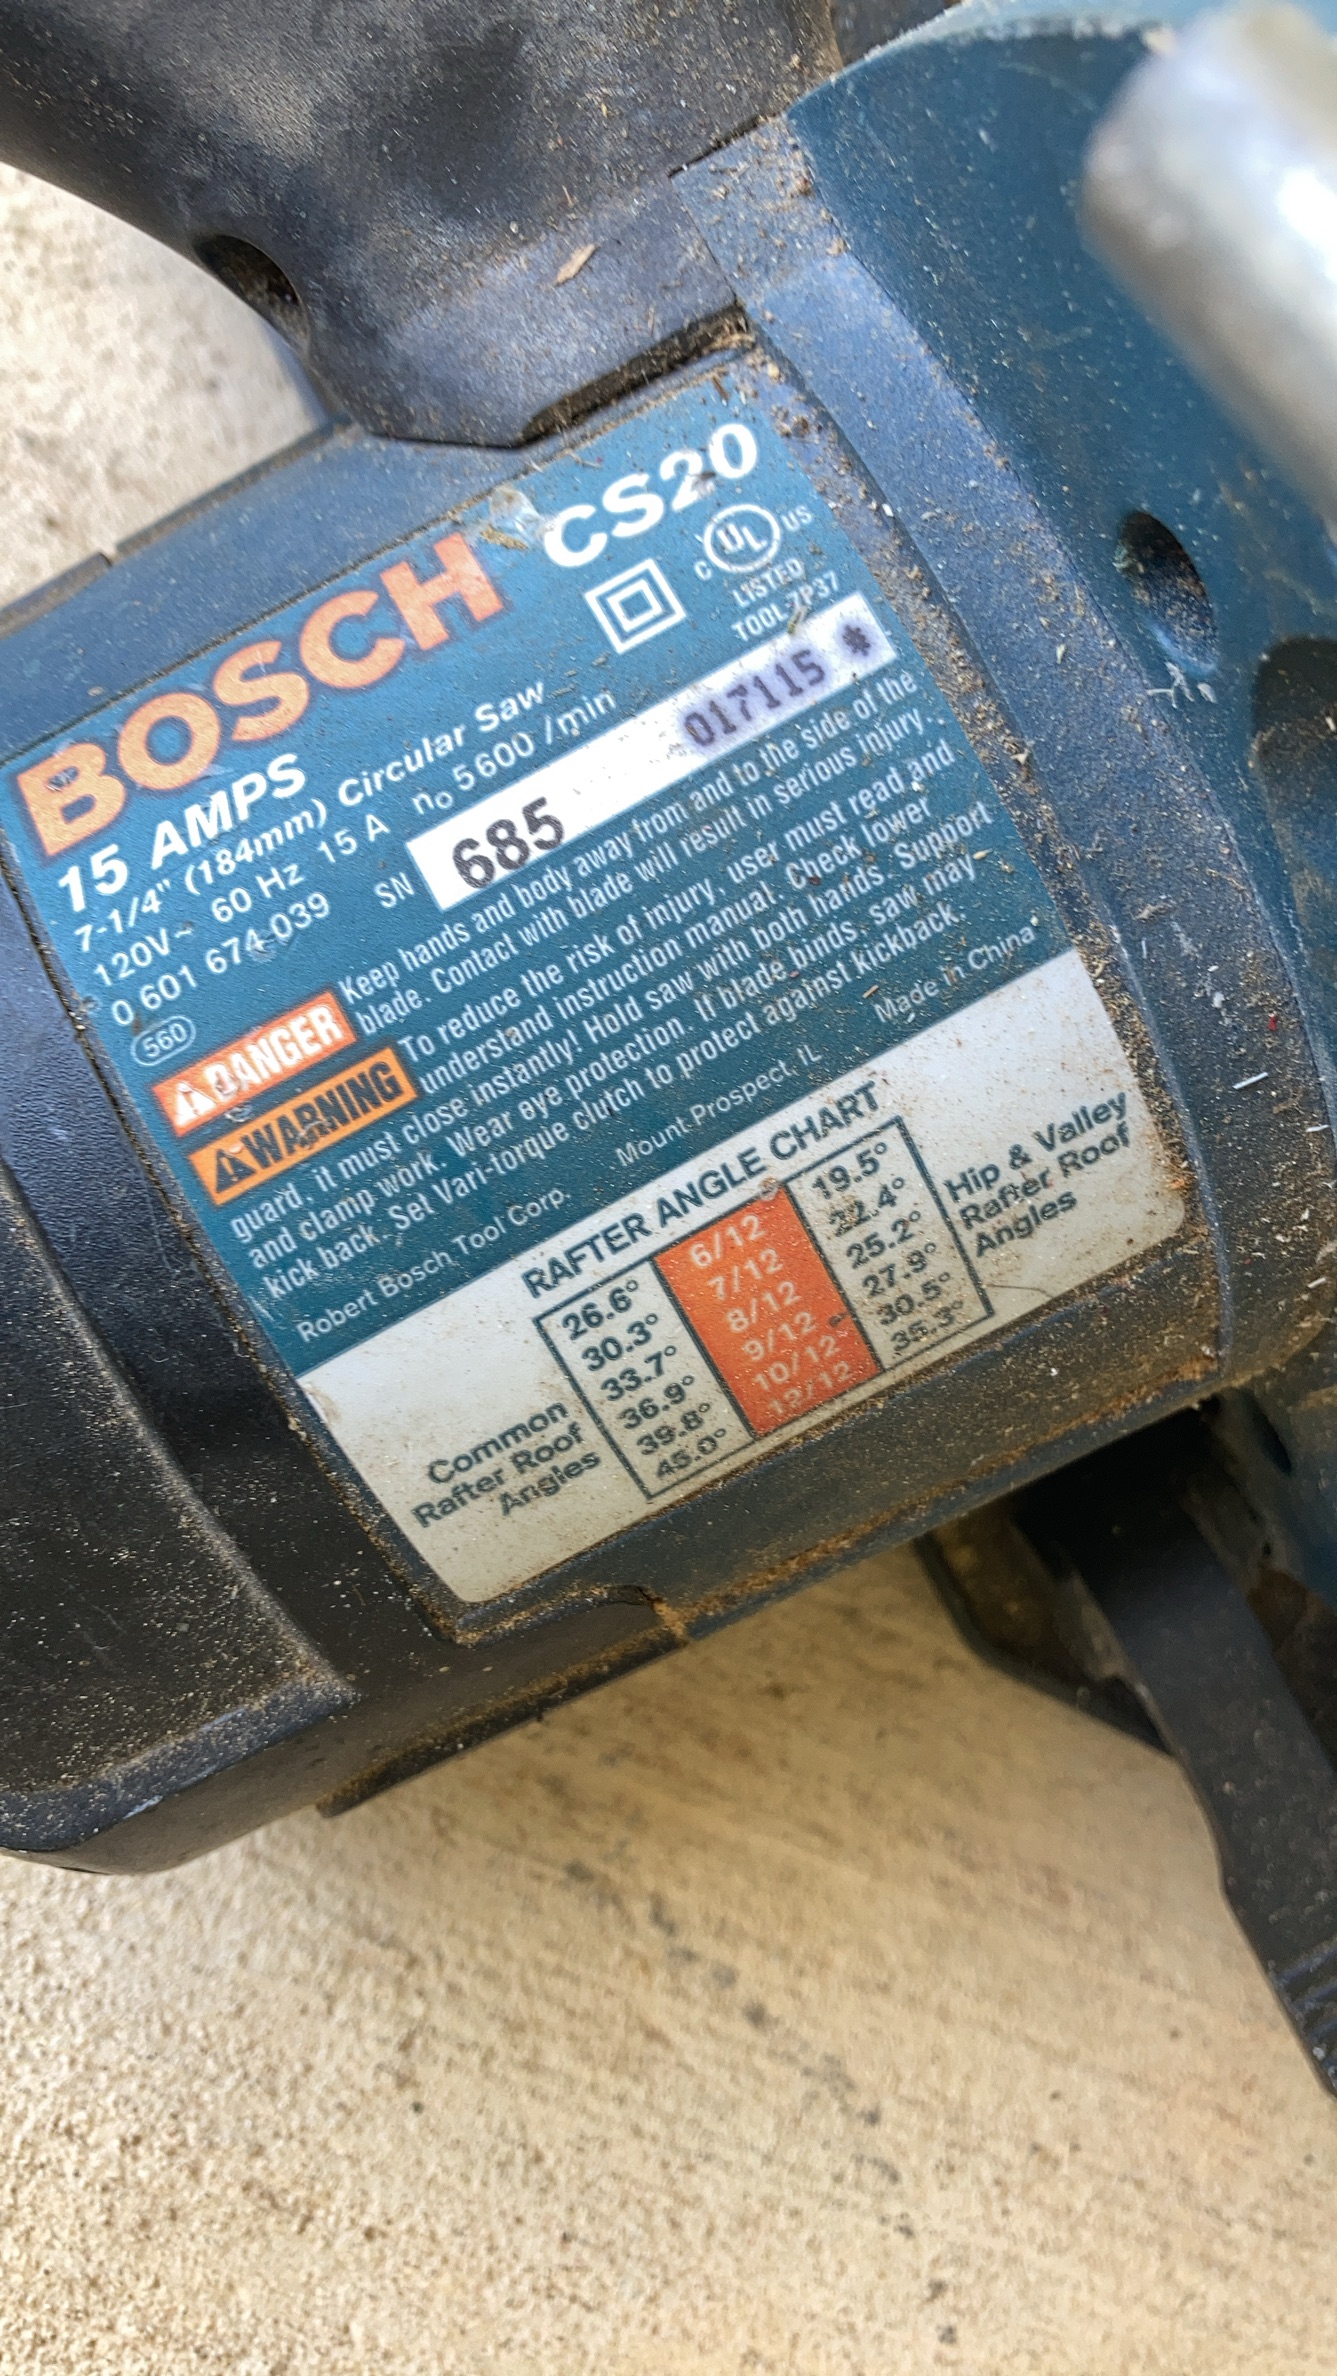 BOSCH CS20
15 AMPS
7-1/4" (184mm) Circular Saw
120V~ 60 Hz 15 A n₀ 5600 /min
0 601 674 039
560
C UL US
LISTED
TOOL 7P37
SN 685 017115 *
DANGER Keep hands and body away from and to the side of the
blade. Contact with blade will result in serious injury.
WARNING To reduce the risk of injury, user must read and
understand instruction manual. Check lower
guard, it must close instantly! Hold saw with both hands. Support
and clamp work. Wear eye protection. If blade binds, saw may
kick back. Set Vari-torque clutch to protect against kickback.
Robert Bosch Tool Corp. Mount Prospect, IL Made in China
RAFTER ANGLE CHART
Common
Rafter Roof
Angles
26.6° 6/12 19.5°
30.3° 7/12 22.4°
33.7° 8/12 25.2°
36.9° 9/12 27.9°
39.8° 10/12 30.5°
45.0° 12/12 35.3°
Hip & Valley
Rafter Roof
Angles